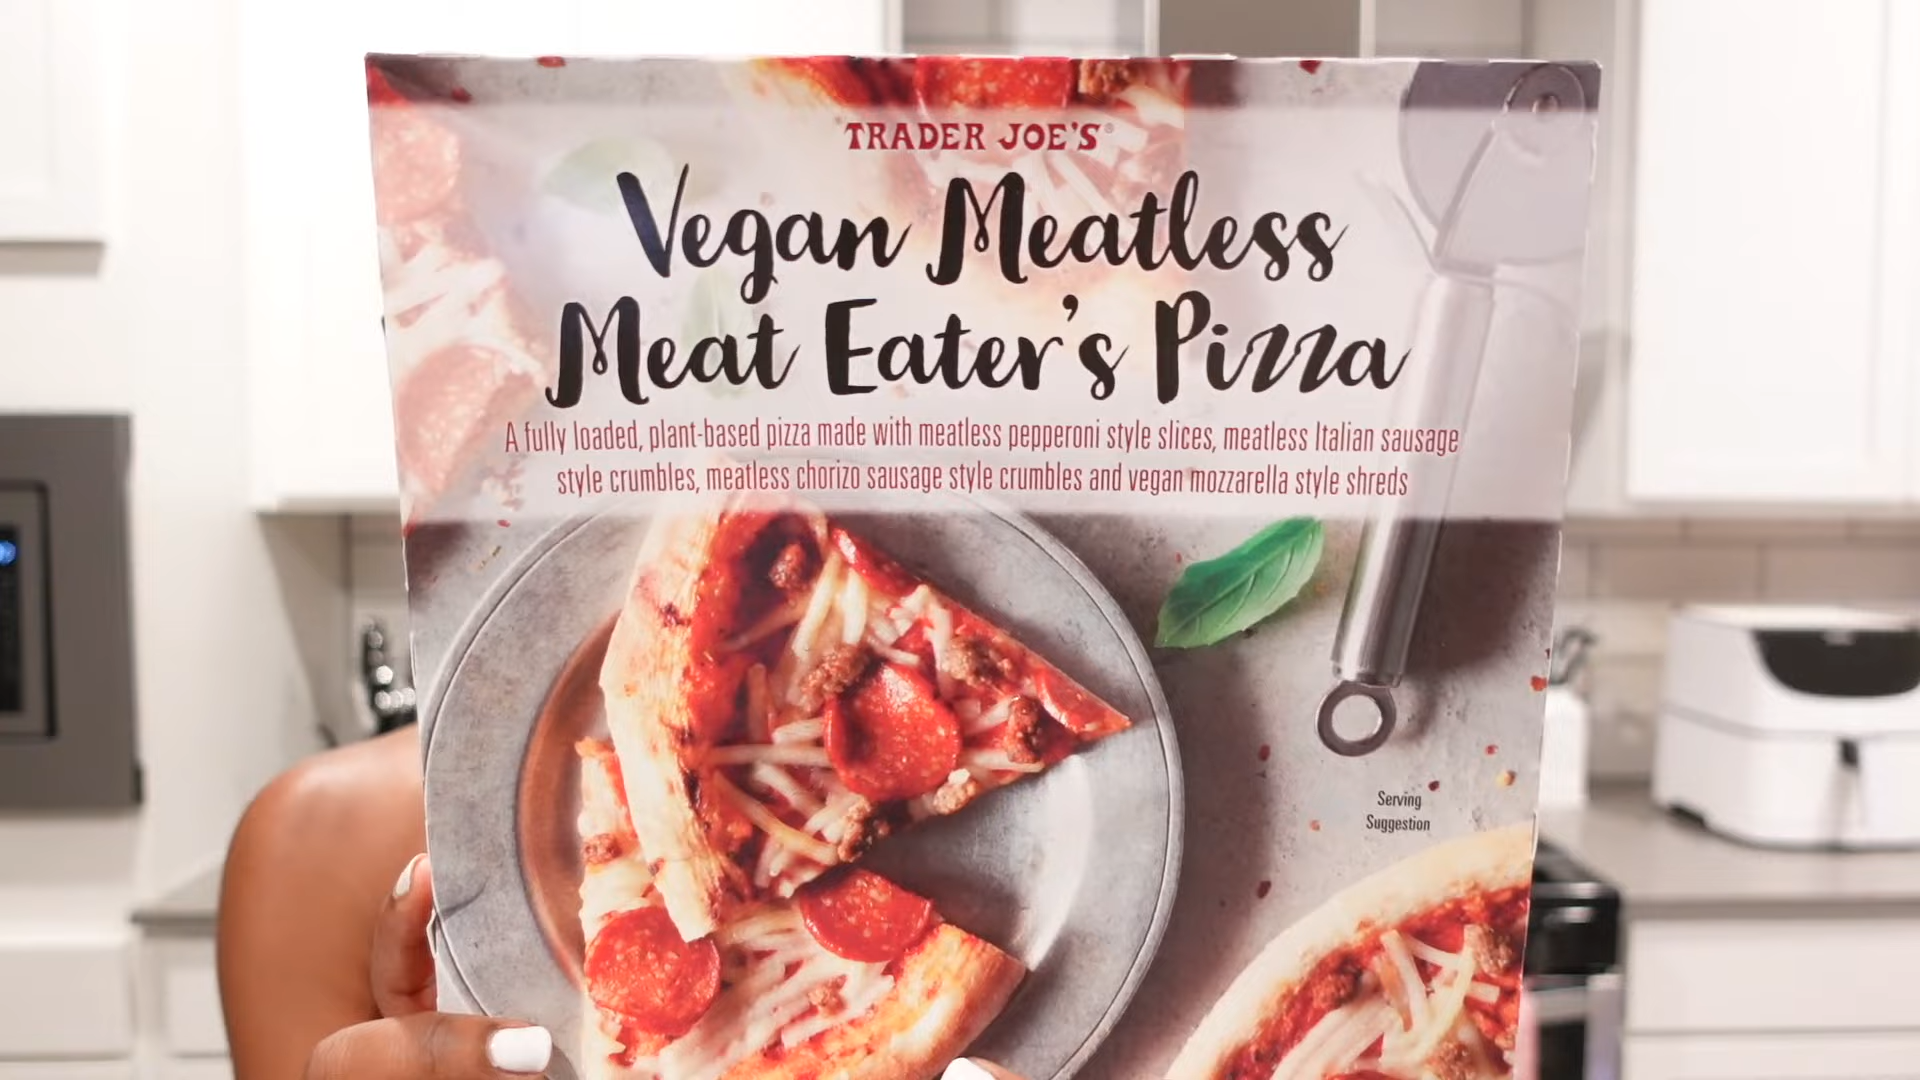 TRADER JOE'S®
Vegan Meatless
Meat Eater's Pizza
A fully loaded, plant-based pizza made with meatless pepperoni style slices, meatless Italian sausage
style crumbles, meatless chorizo sausage style crumbles and vegan mozzarella style shreds
Serving
Suggestion